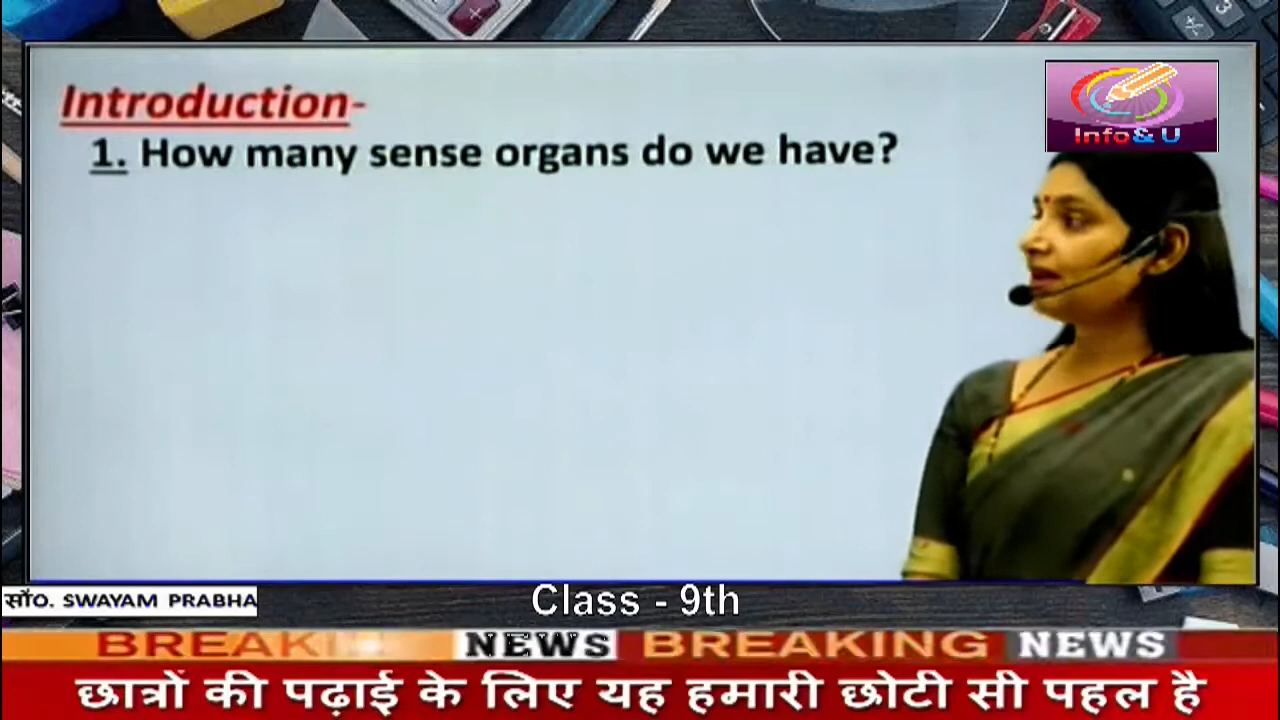 Introduction-
1. How many sense organs do we have?
Info& U
सौ0. SWAYAM PRABHA
Class - 9th
NEWS BREAKING NEWS
छात्रों की पढ़ाई के लिए यह हमारी छोटी सी पहल है